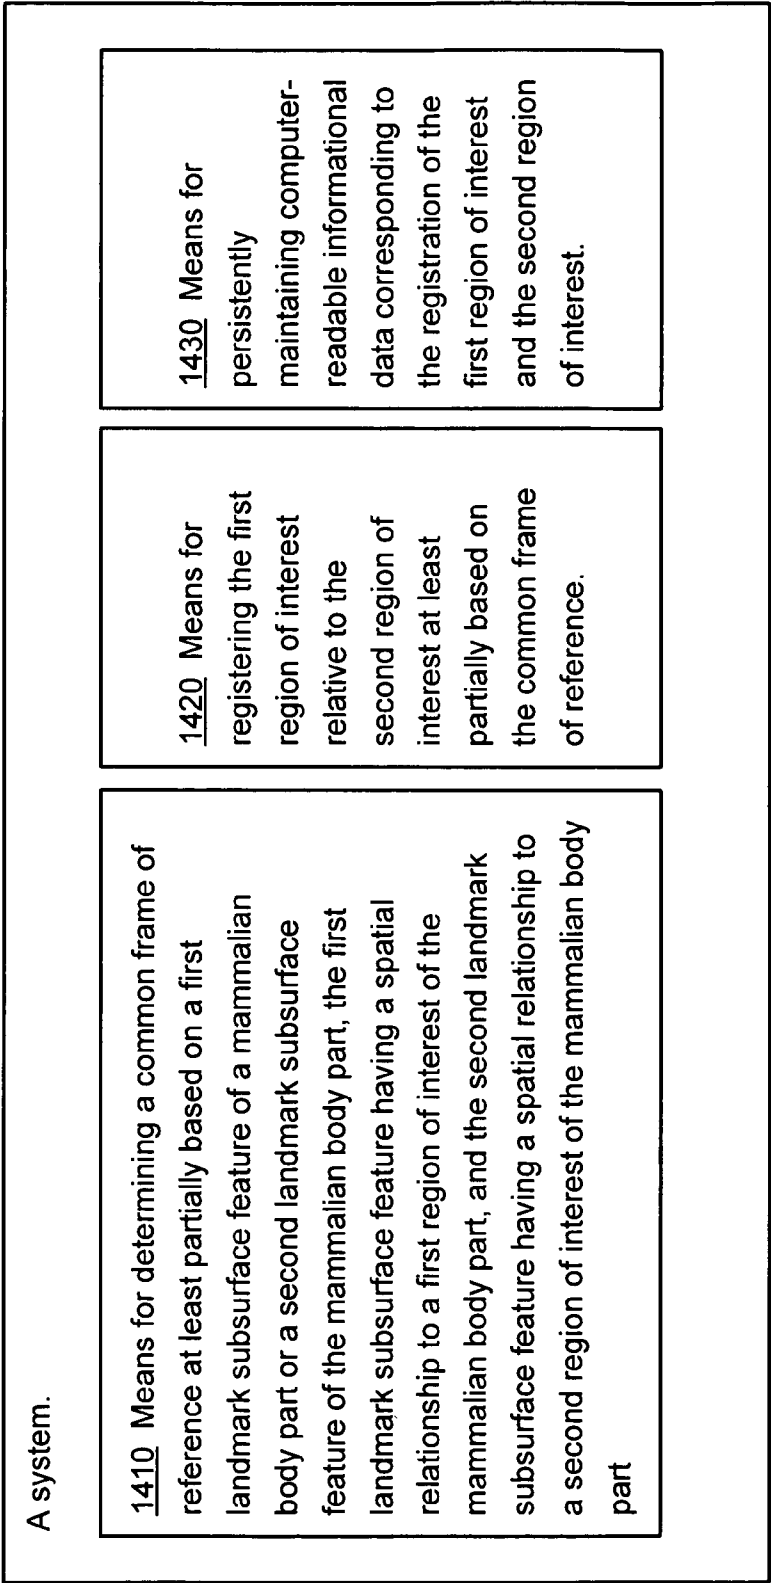 A system.
1410 Means for determining a common frame of
reference at least partially based on a first
landmark subsurface feature of a mammalian
body part or a second landmark subsurface
feature of the mammalian body part, the first
landmark subsurface feature having a spatial
relationship to a first region of interest of the
mammalian body part, and the second landmark
subsurface feature having a spatial relationship to
a second region of interest of the mammalian body
part
1420 Means for
registering the first
region of interest
relative to the
second region of
interest at least
partially based on
the common frame
of reference.
1430 Means for
persistently
maintaining computer-
readable informational
data corresponding to
the registration of the
first region of interest
and the second region
of interest.